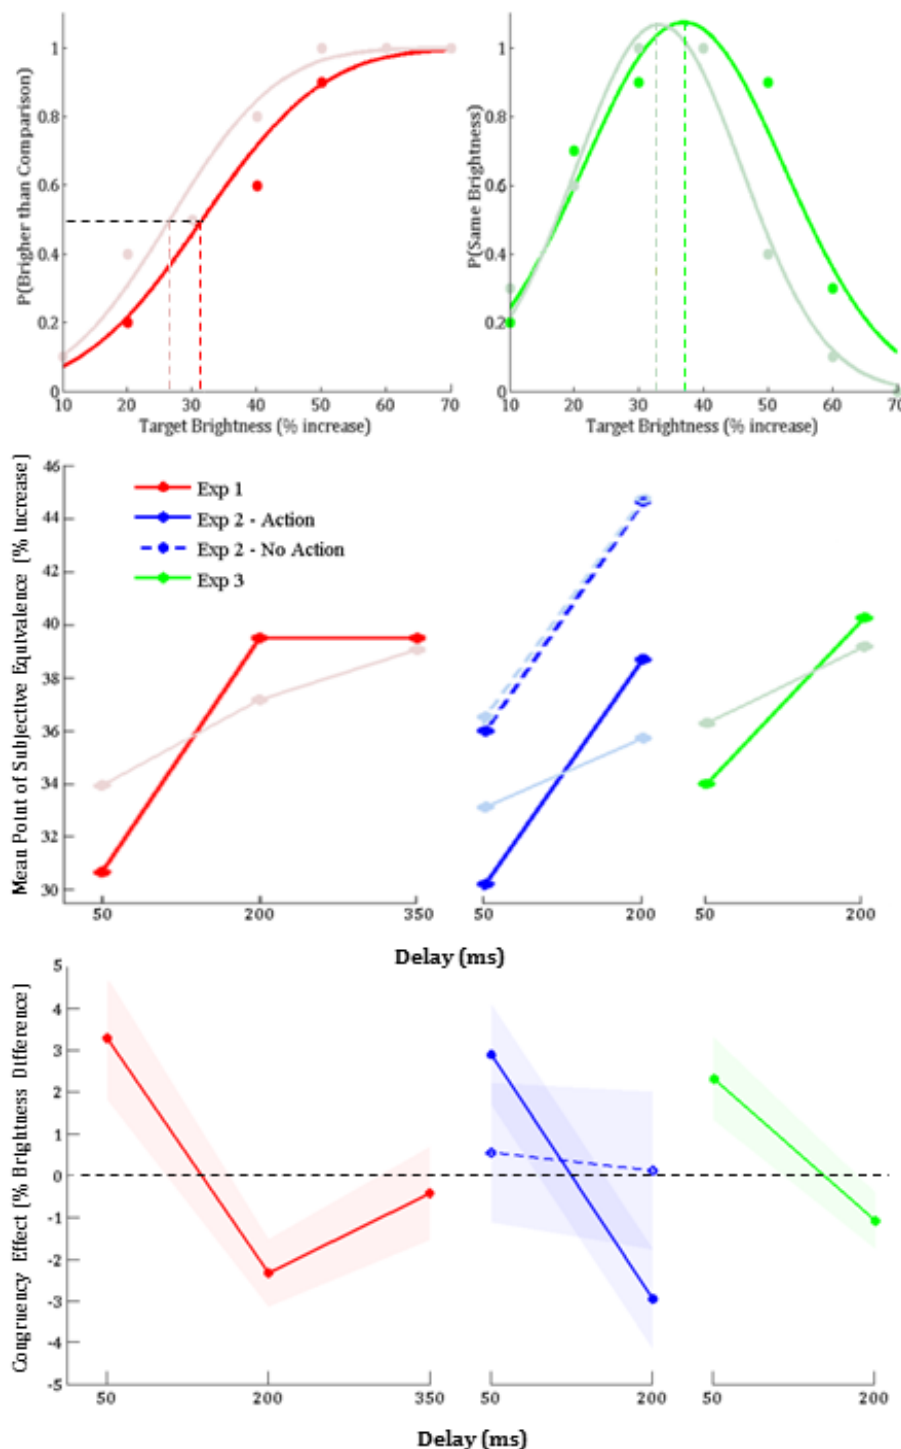 P(Brigher than Comparison)
1
0.8
0.6
0.4
0.2
0
10 20 30 40 50 60 70
Target Brightness (% increase)
P(Same Brightness)
1
0.8
0.6
0.4
0.2
0
10 20 30 40 50 60 70
Target Brightness (% increase)
Mean Point of Subjective Equivalence (% Increase)
46
44
42
40
38
36
34
32
30
Exp 1
Exp 2 - Action
Exp 2 - No Action
Exp 3
50 200 350 50 200 50 200
Delay (ms)
Congruency Effect (% Brightness Difference)
5
4
3
2
1
0
-1
-2
-3
-4
-5
50 200 350 50 200 50 200
Delay (ms)